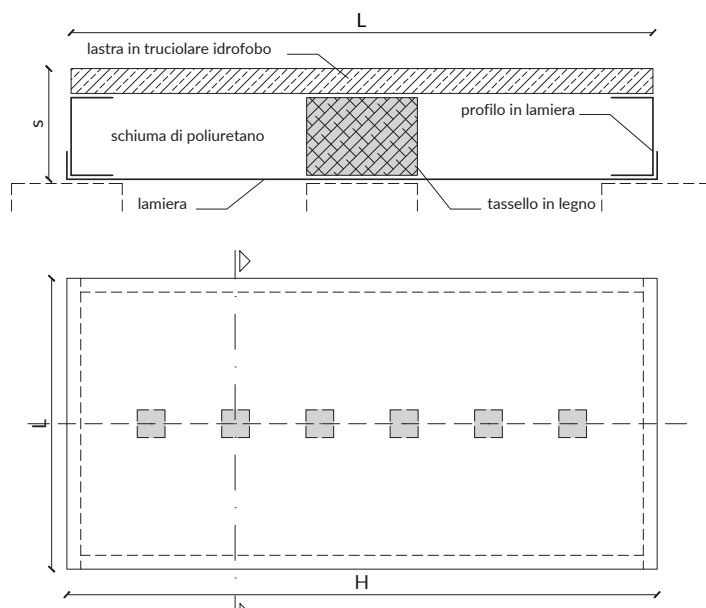 L
lastra in truciolare idrofobo
s
schiuma di poliuretano
profilo in lamiera
lamiera
tassello in legno
L
H